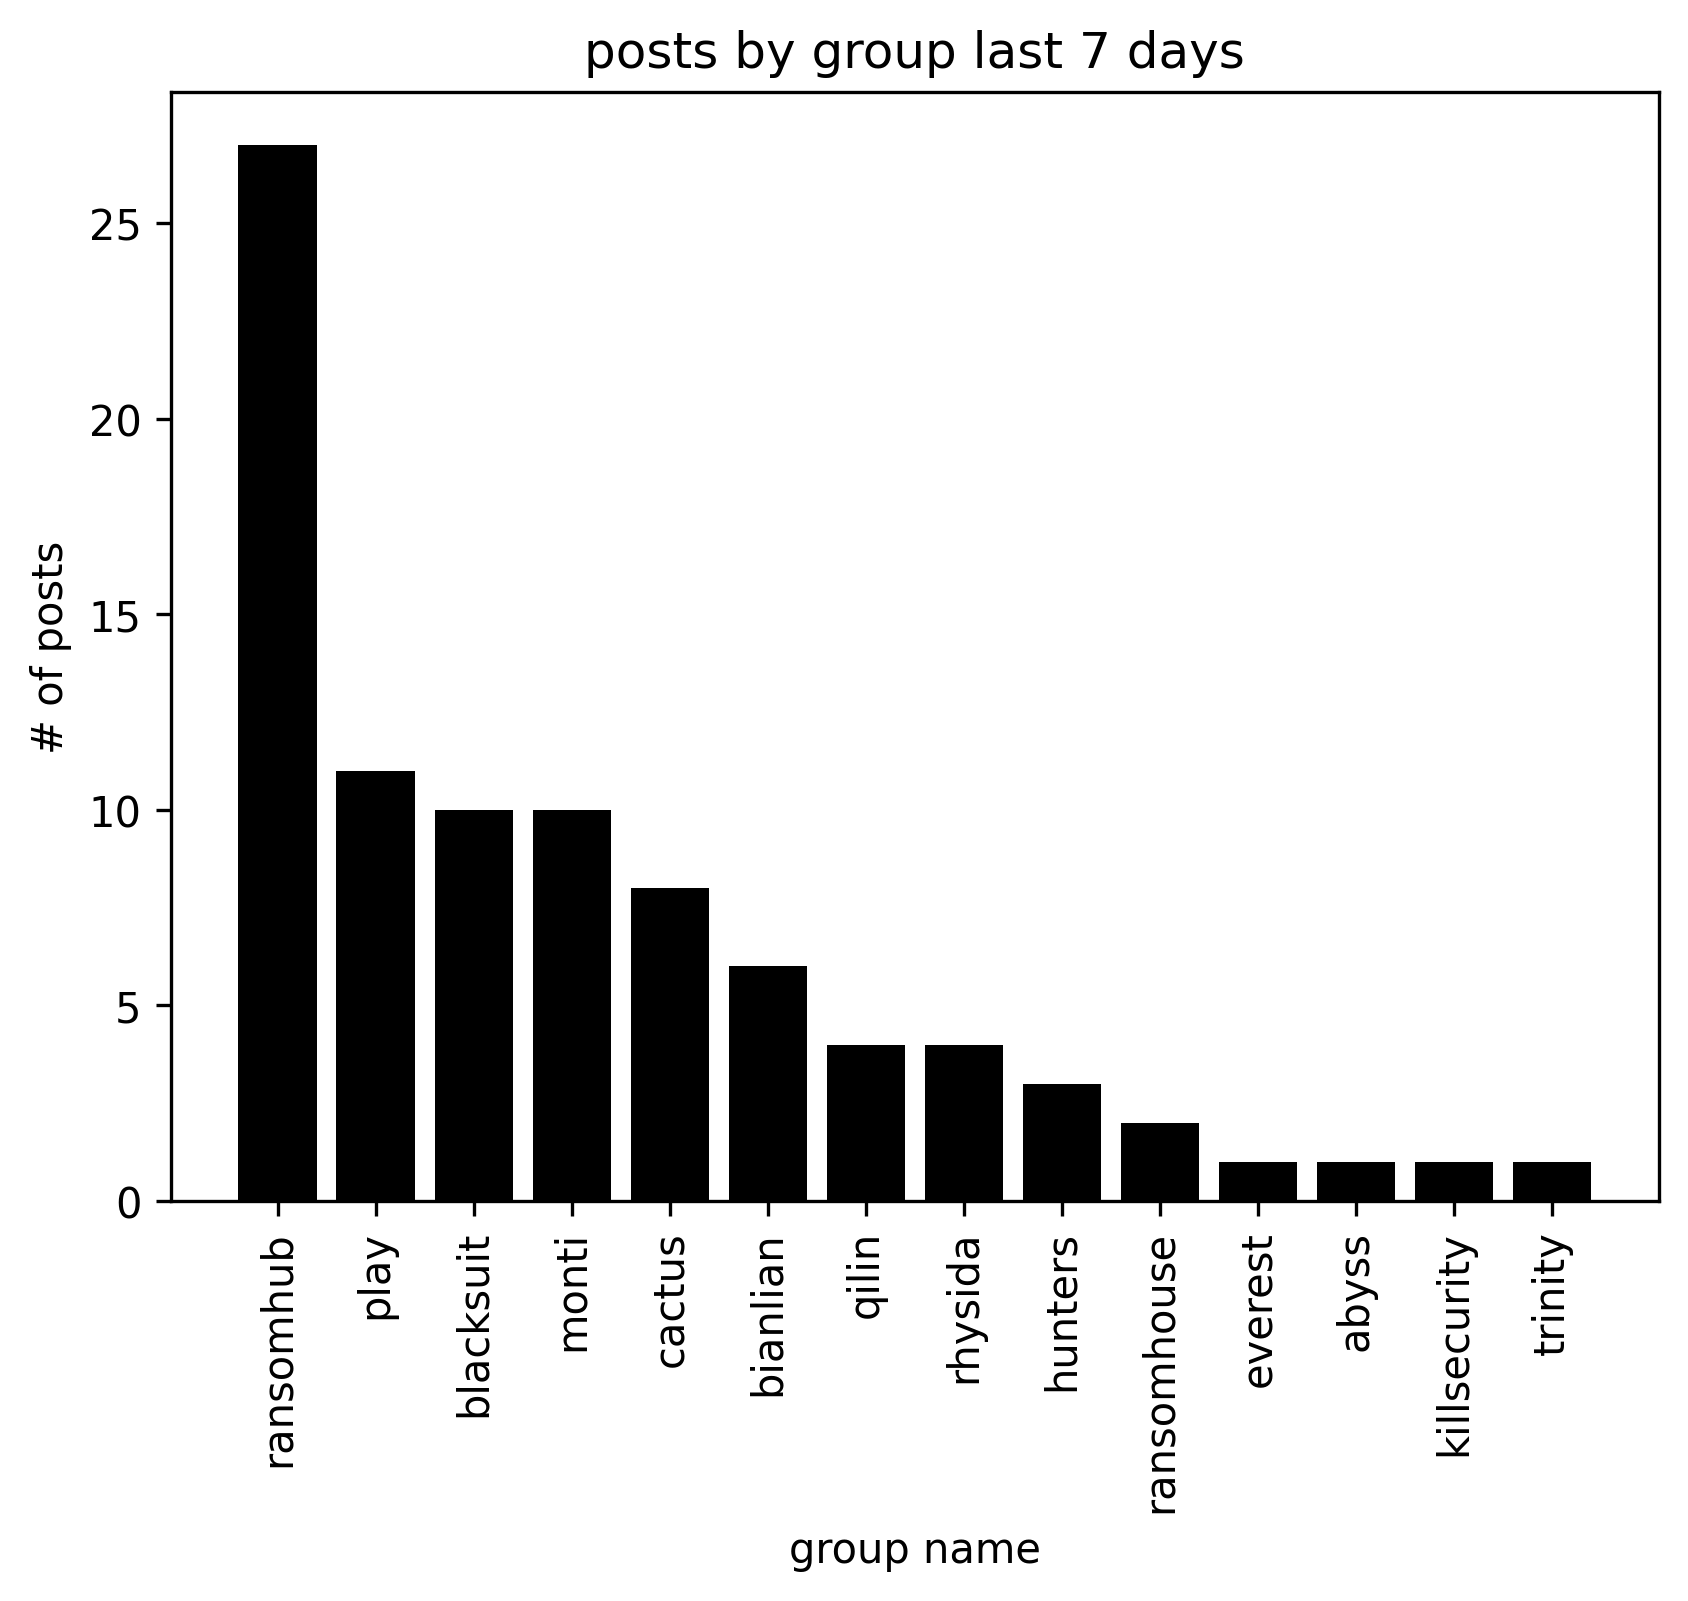 posts by group last 7 days
# of posts
25
20
15
10
5
0
ransomhub
play
blacksuit
monti
cactus
bianlian
qilin
rhysida
hunters
ransomhouse
everest
abyss
killsecurity
trinity
group name